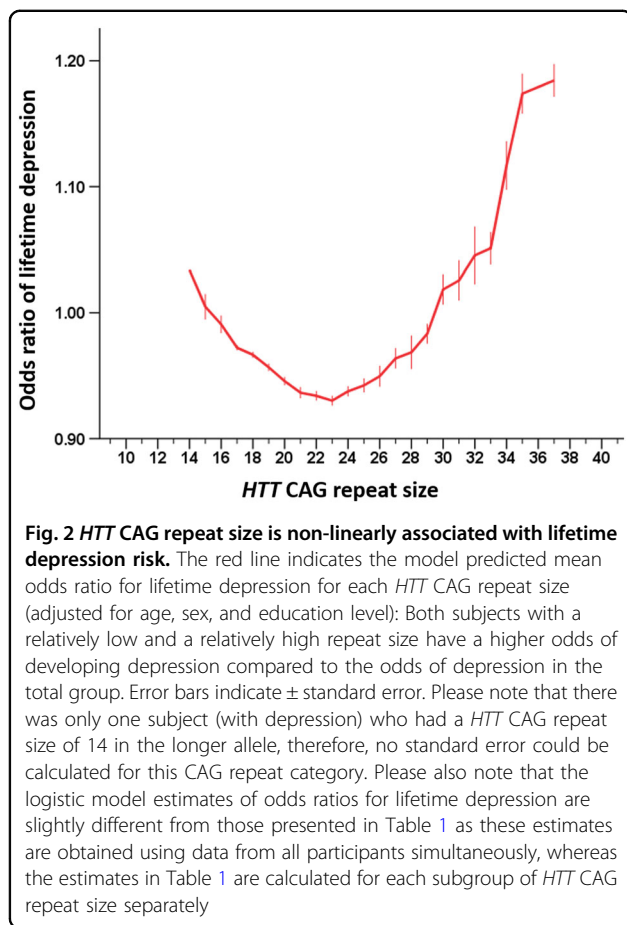 1.20
1.10
1.00
0.90
Odds ratio of lifetime depression
10 12 14 16 18 20 22 24 26 28 30 32 34 36 38 40
HTT CAG repeat size
Fig. 2 HTT CAG repeat size is non-linearly associated with lifetime
depression risk. The red line indicates the model predicted mean
odds ratio for lifetime depression for each HTT CAG repeat size
(adjusted for age, sex, and education level): Both subjects with a
relatively low and a relatively high repeat size have a higher odds of
developing depression compared to the odds of depression in the
total group. Error bars indicate ± standard error. Please note that there
was only one subject (with depression) who had a HTT CAG repeat
size of 14 in the longer allele, therefore, no standard error could be
calculated for this CAG repeat category. Please also note that the
logistic model estimates of odds ratios for lifetime depression are
slightly different from those presented in Table 1 as these estimates
are obtained using data from all participants simultaneously, whereas
the estimates in Table 1 are calculated for each subgroup of HTT CAG
repeat size separately